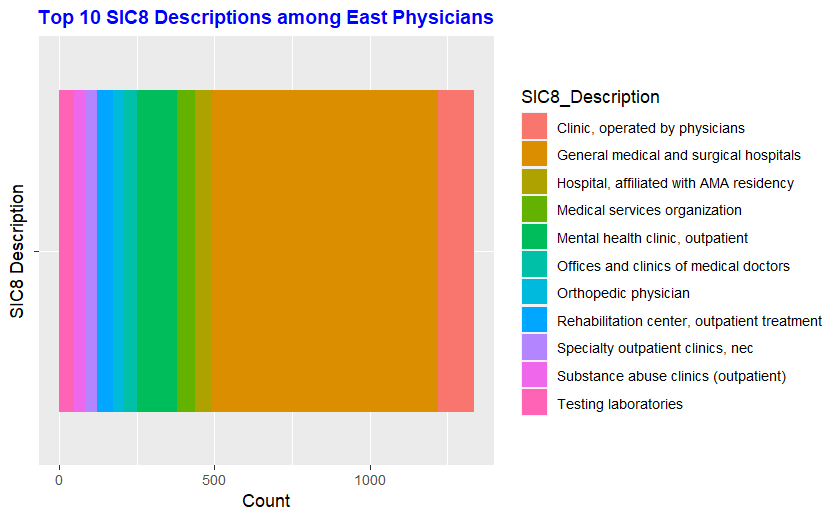 Top 10 SIC8 Descriptions among East Physicians
SIC8 Description
0
500
1000
Count
SIC8_Description
Clinic, operated by physicians
General medical and surgical hospitals
Hospital, affiliated with AMA residency
Medical services organization
Mental health clinic, outpatient
Offices and clinics of medical doctors
Orthopedic physician
Rehabilitation center, outpatient treatment
Specialty outpatient clinics, nec
Substance abuse clinics (outpatient)
Testing laboratories